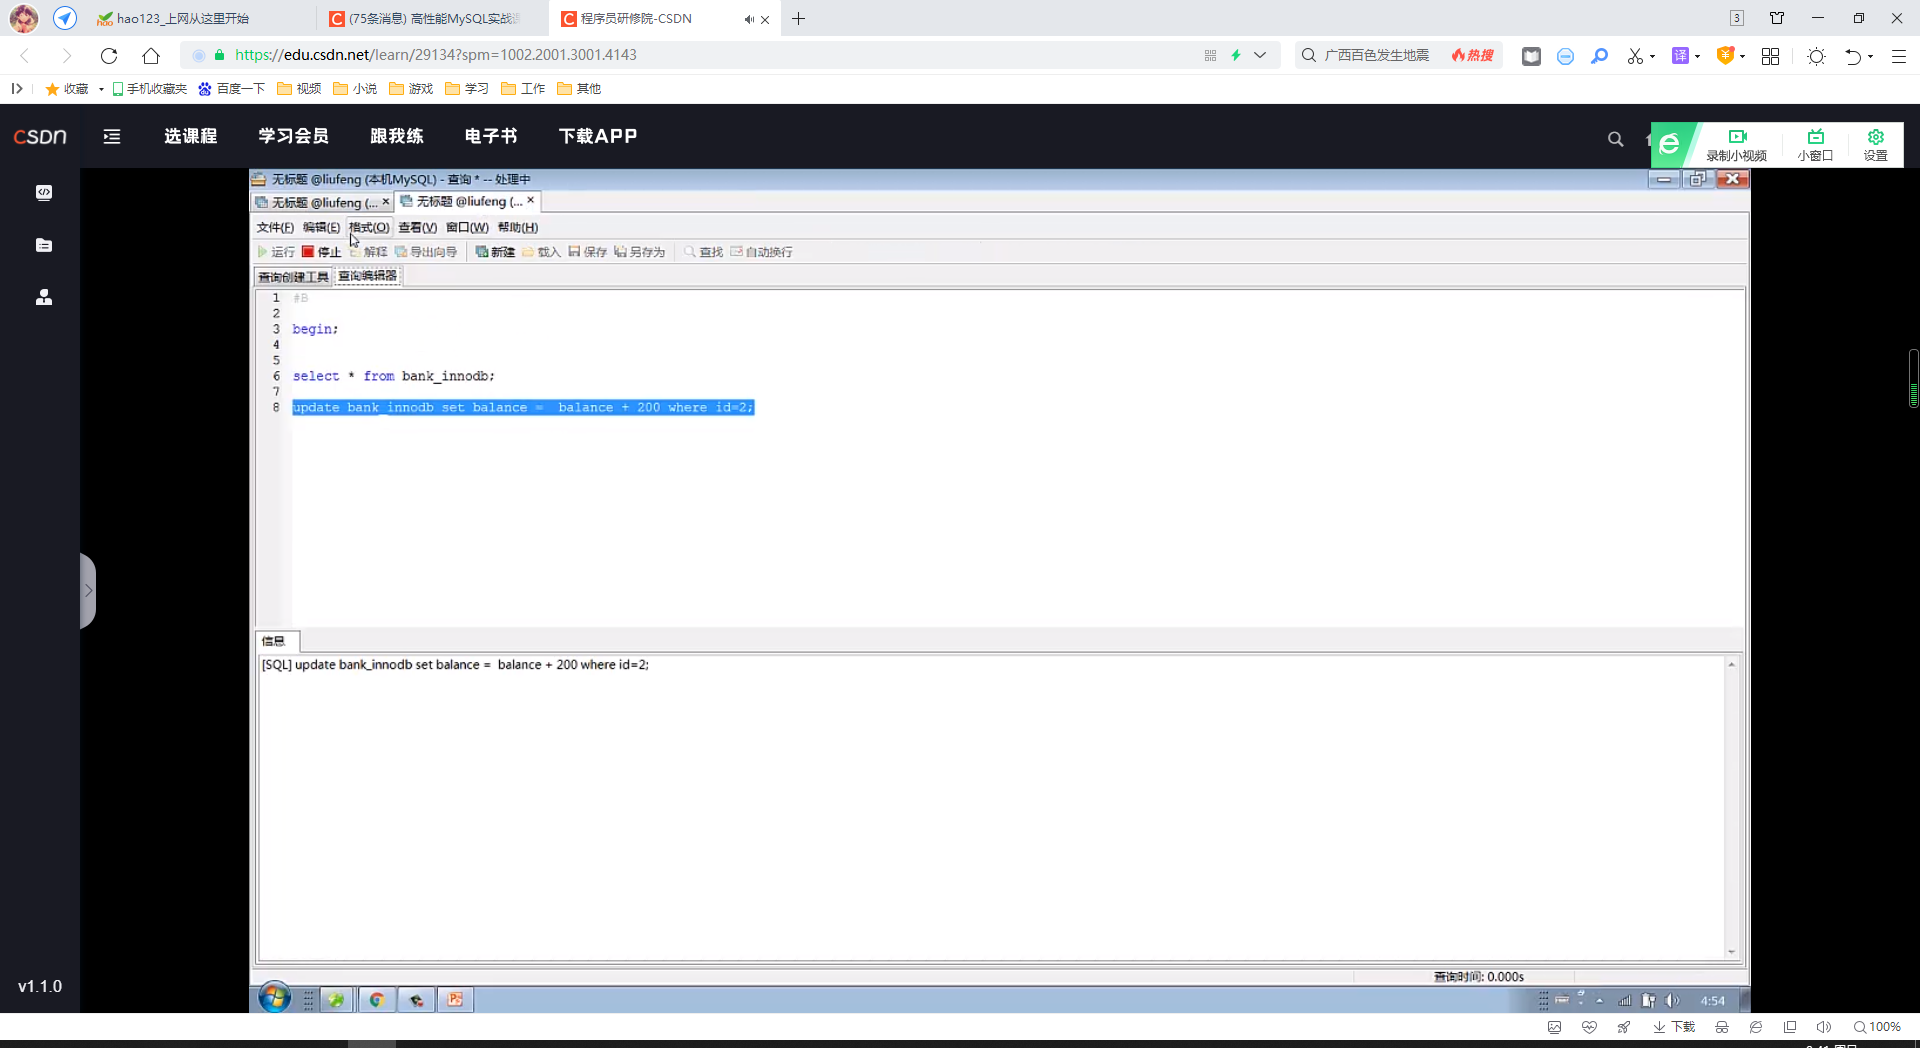 hao123_上网从这里开始
(75条消息) 高性能MySQL实战课
程序员研修院-CSDN
3
https://edu.csdn.net/learn/29134?spm=1002.2001.3001.4143
广西百色发生地震
热搜
译
收藏
手机收藏夹
百度一下
视频
小说
游戏
学习
工作
其他
CSDN
选课程
学习会员
跟我练
电子书
下载APP
录制小视频
小窗口
设置
无标题 @liufeng (本机MySQL) - 查询 * -- 处理中
无标题 @liufeng (...
无标题 @liufeng (...
文件(F) 编辑(E) 格式(O) 查看(V) 窗口(W) 帮助(H)
运行 停止 解释 导出向导 新建 载入 保存 另存为 查找 自动换行
查询创建工具 查询编辑器
1 #B
2
3 begin;
4
5
6 select * from bank_innodb;
7
8 update bank_innodb set balance =  balance + 200 where id=2;
信息
[SQL] update bank_innodb set balance =  balance + 200 where id=2;
查询时间: 0.000s
4:54
v1.1.0
下载
100%